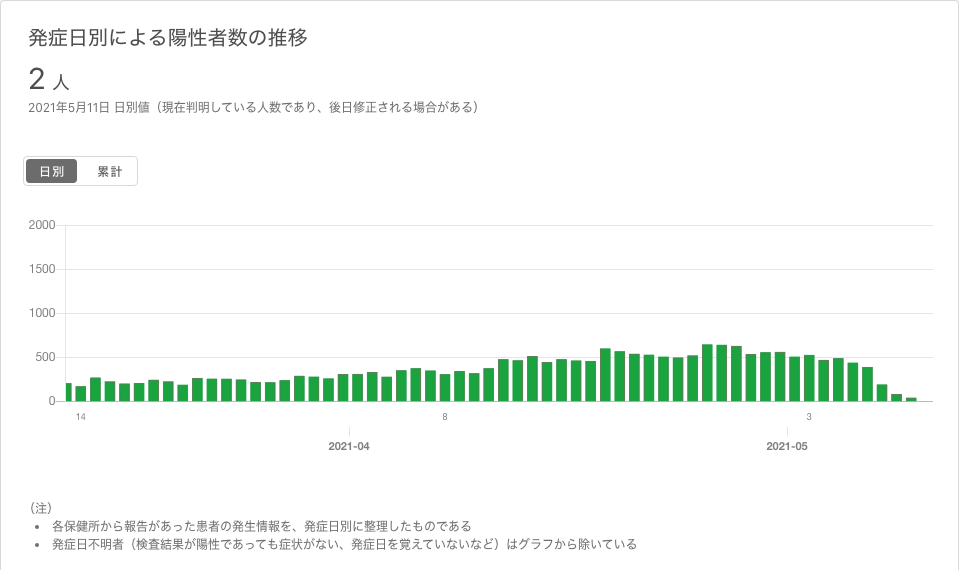 発症日別による陽性者数の推移
2 人
2021年5月11日 日別値（現在判明している人数であり、後日修正される場合がある）
日別 累計
2000
1500
1000
500
0
14 8 3
2021-04 2021-05
（注）
• 各保健所から報告があった患者の発生情報を、発症日別に整理したものである
• 発症日不明者（検査結果が陽性であっても症状がない、発症日を覚えていないなど）はグラフから除いている